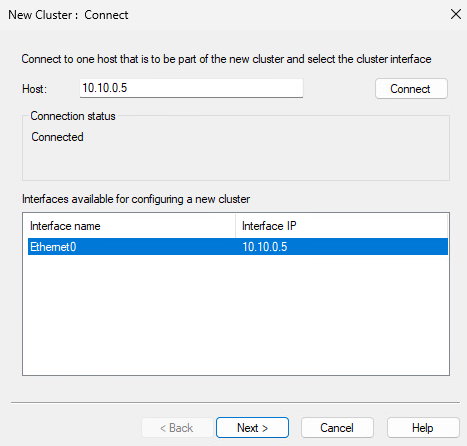 New Cluster :  Connect
Connect to one host that is to be part of the new cluster and select the cluster interface
Host: 10.10.0.5 Connect
Connection status
Connected
Interfaces available for configuring a new cluster
Interface name Interface IP
Ethernet0 10.10.0.5
< Back Next > Cancel Help